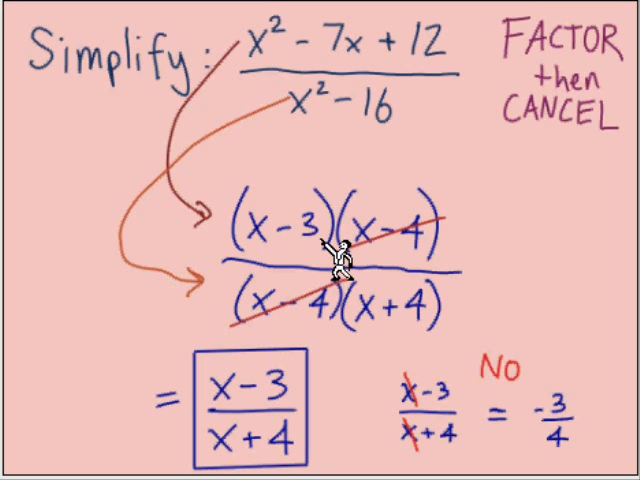 Simplify: x² - 7x + 12
x² - 16
FACTOR
then
CANCEL
(x - 3)(x - 4)
(x - 4)(x + 4)
= x - 3
x + 4
NO
x - 3
x + 4
= -3
4